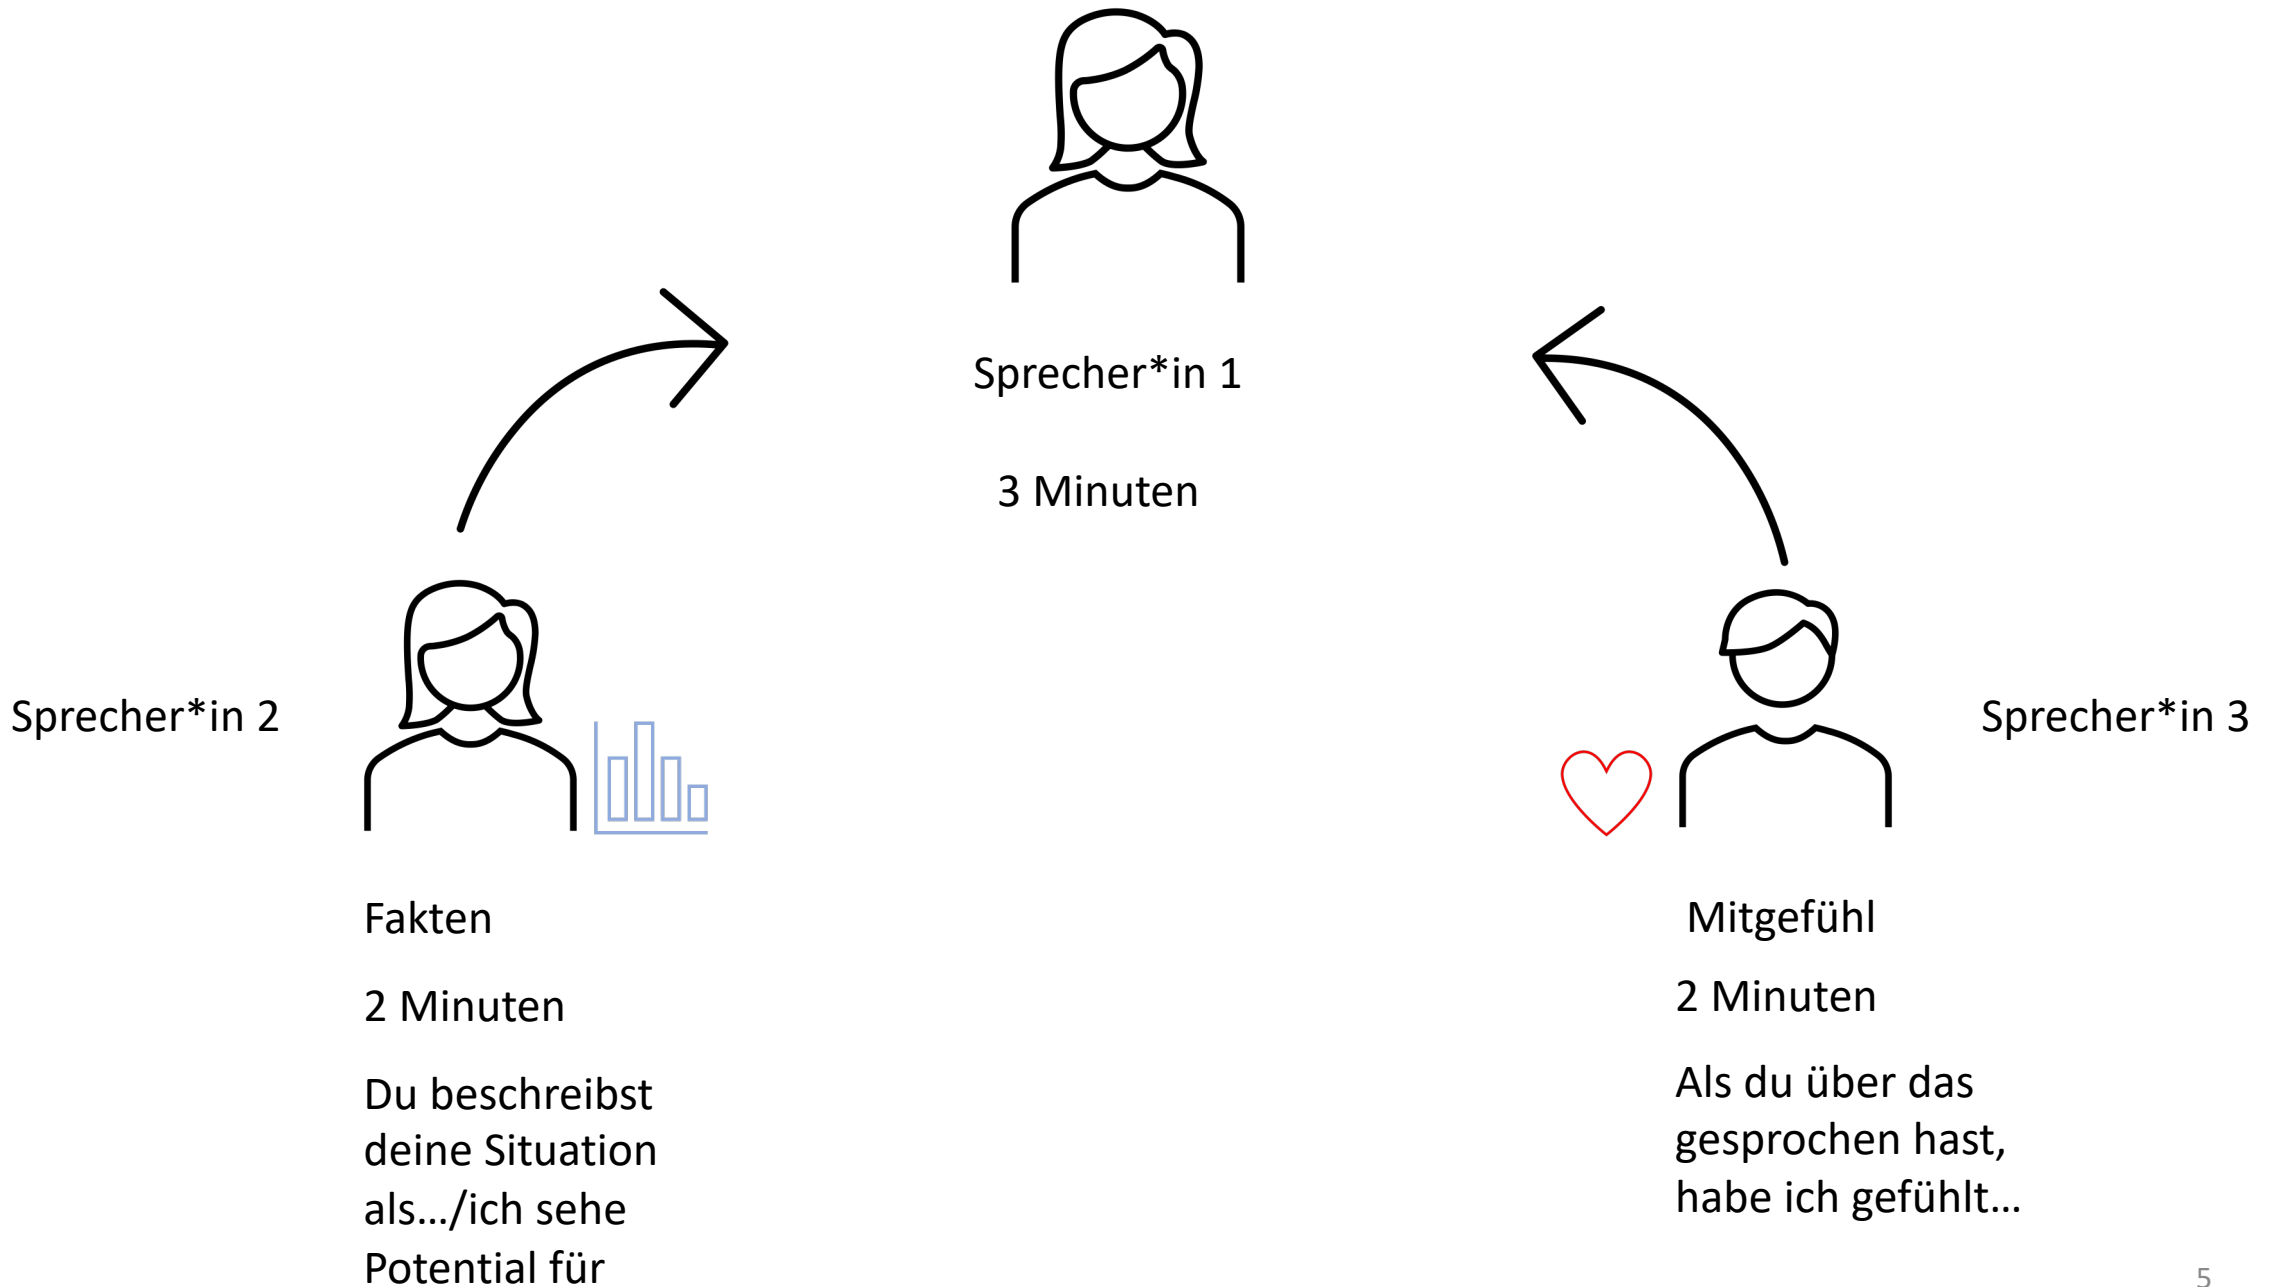 Sprecher*in 1
3 Minuten
Sprecher*in 2
Fakten
2 Minuten
Du beschreibst
deine Situation
als…/ich sehe
Potential für
Sprecher*in 3
Mitgefühl
2 Minuten
Als du über das
gesprochen hast,
habe ich gefühlt…
5